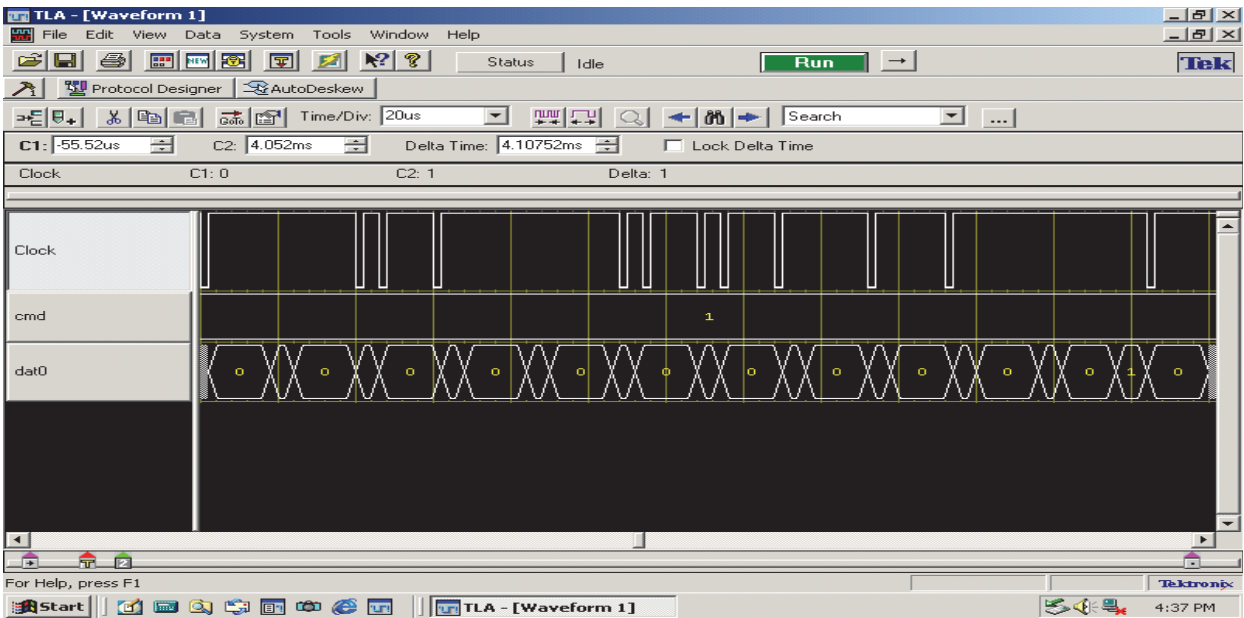 TLA - [Waveform 1]
File Edit View Data System Tools Window Help
NEW Status Idle Run Tek
Protocol Designer AutoDeskew
Goto Time/Div: 20us Search ...
C1: -55.52us C2: 4.052ms Delta Time: 4.10752ms Lock Delta Time
Clock C1: 0 C2: 1 Delta: 1
Clock
cmd 1
dat0 0 0 0 0 0 0 0 0 0 0 0 1 0
T 2
For Help, press F1 Tektronix
Start TLA - [Waveform 1] 4:37 PM